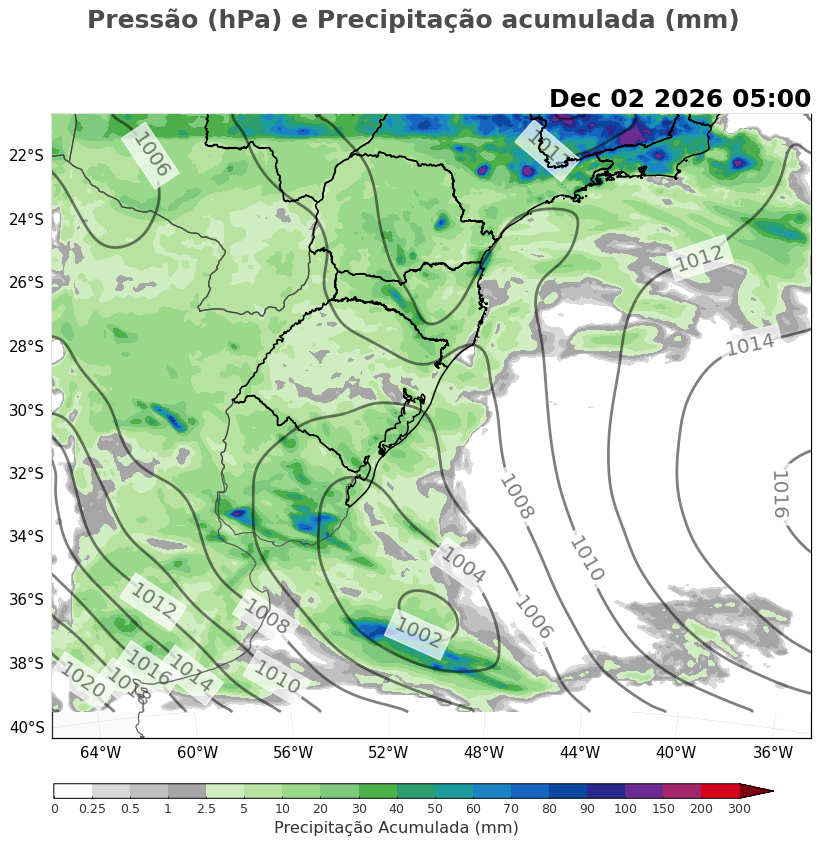 Pressão (hPa) e Precipitação acumulada (mm)
Dec 02 2026 05:00
1006
1012
22°S
24°S
1012
26°S
28°S
1014
30°S
32°S
1008
1016
34°S
1010
1004
36°S
1012
1008
1006
1002
38°S
1020
1018
1016
1014
1010
40°S
64°W 60°W 56°W 52°W 48°W 44°W 40°W 36°W
0 0.25 0.5 1 2.5 5 10 20 30 40 50 60 70 80 90 100 150 200 300
Precipitação Acumulada (mm)